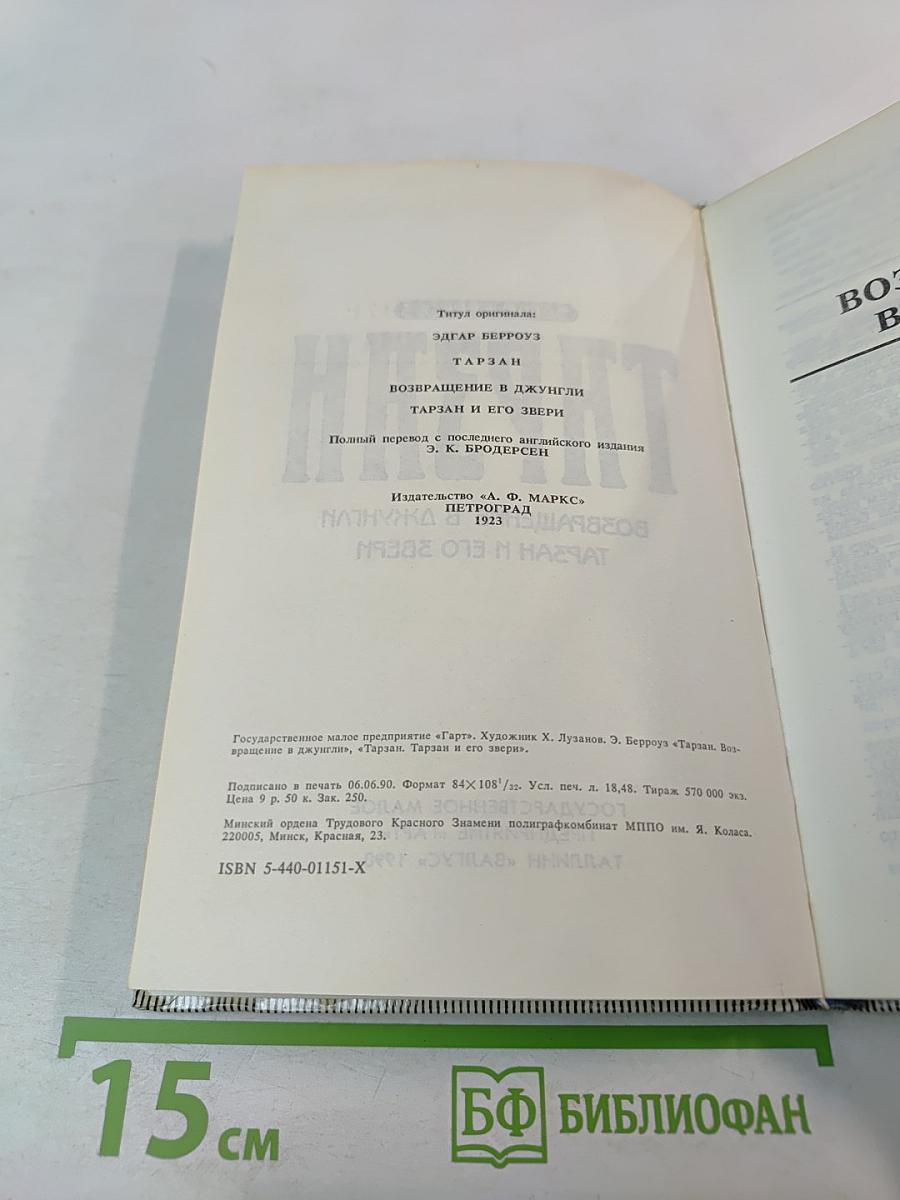 Титул оригинала:
ЭДГАР БЕРРОУЗ
ТАРЗАН
ВОЗВРАЩЕНИЕ В ДЖУНГЛИ
ТАРЗАН И ЕГО ЗВЕРИ
Полный перевод с последнего английского издания
Э. К. БРОДЕРСЕН
Издательство «А. Ф. МАРКС»
ПЕТРОГРАД
1923
Государственное малое предприятие «Гарт». Художник Х. Лузанов. Э. Берроуз «Тарзан. Воз-
вращение в джунгли», «Тарзан. Тарзан и его звери».
Подписано в печать 06.06.90. Формат 84×108¹/₃₂. Усл. печ. л. 18,48. Тираж 570 000 экз.
Цена 9 р. 50 к. Зак. 250.
Минский ордена Трудового Красного Знамени полиграфкомбинат МППО им. Я. Коласа.
220005, Минск, Красная, 23.
ISBN 5-440-01151-X
ВОЗ
В
15 см
БФ БИБЛИОФАН